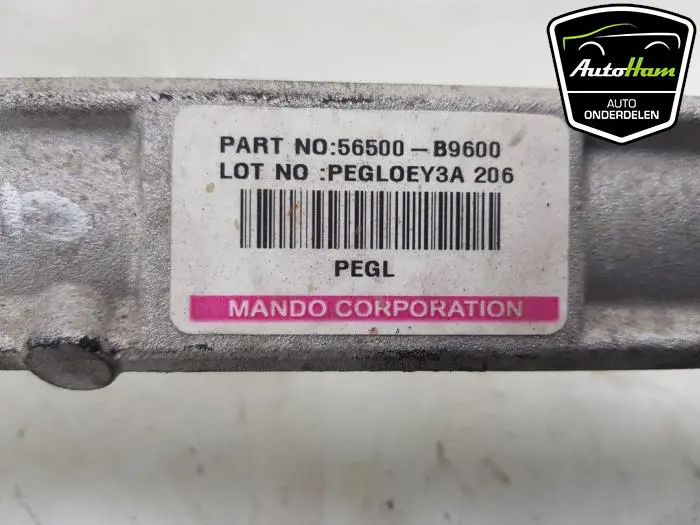 AutoHam
AUTO
ONDERDELEN
PART NO:56500-B9600
LOT NO :PEGLOEY3A 206
PEGL
MANDO CORPORATION